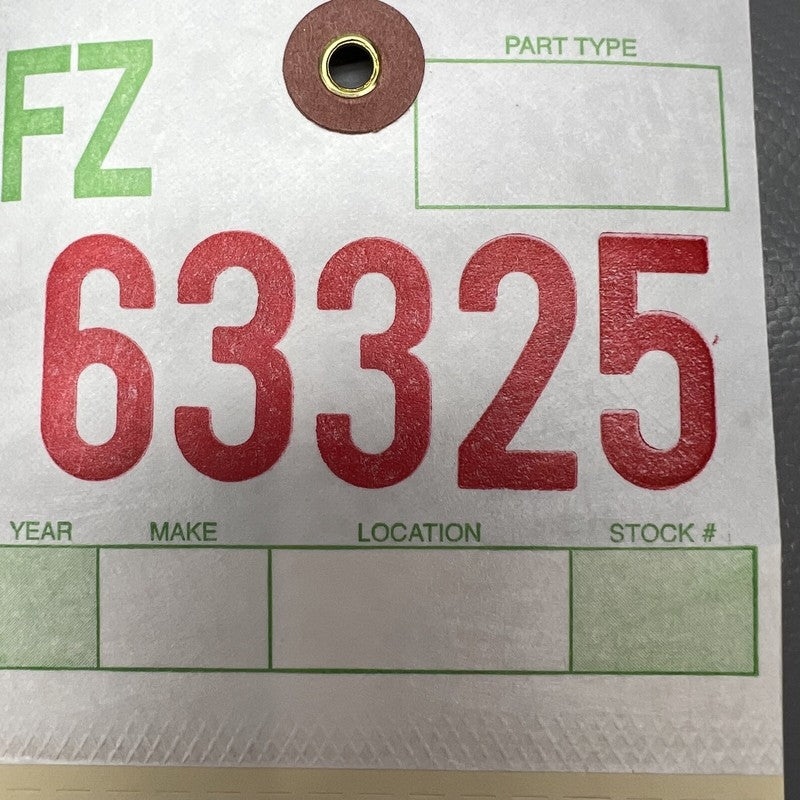 FZ
PART TYPE
63325
YEAR MAKE LOCATION STOCK #